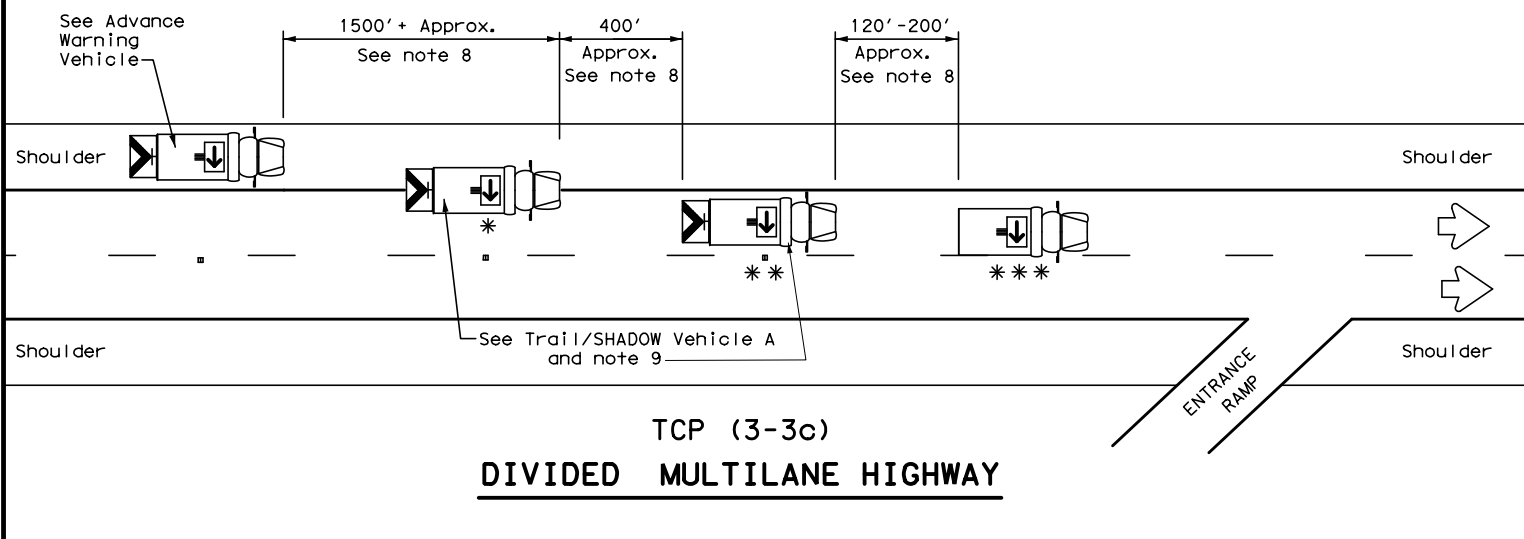 See Advance
Warning
Vehicle
1500'+ Approx.
See note 8
400'
Approx.
See note 8
120'-200'
Approx.
See note 8
Shoulder
Shoulder
*
**
***
See Trail/SHADOW Vehicle A
and note 9
Shoulder
Shoulder
ENTRANCE
RAMP
TCP (3-3c)
DIVIDED MULTILANE HIGHWAY